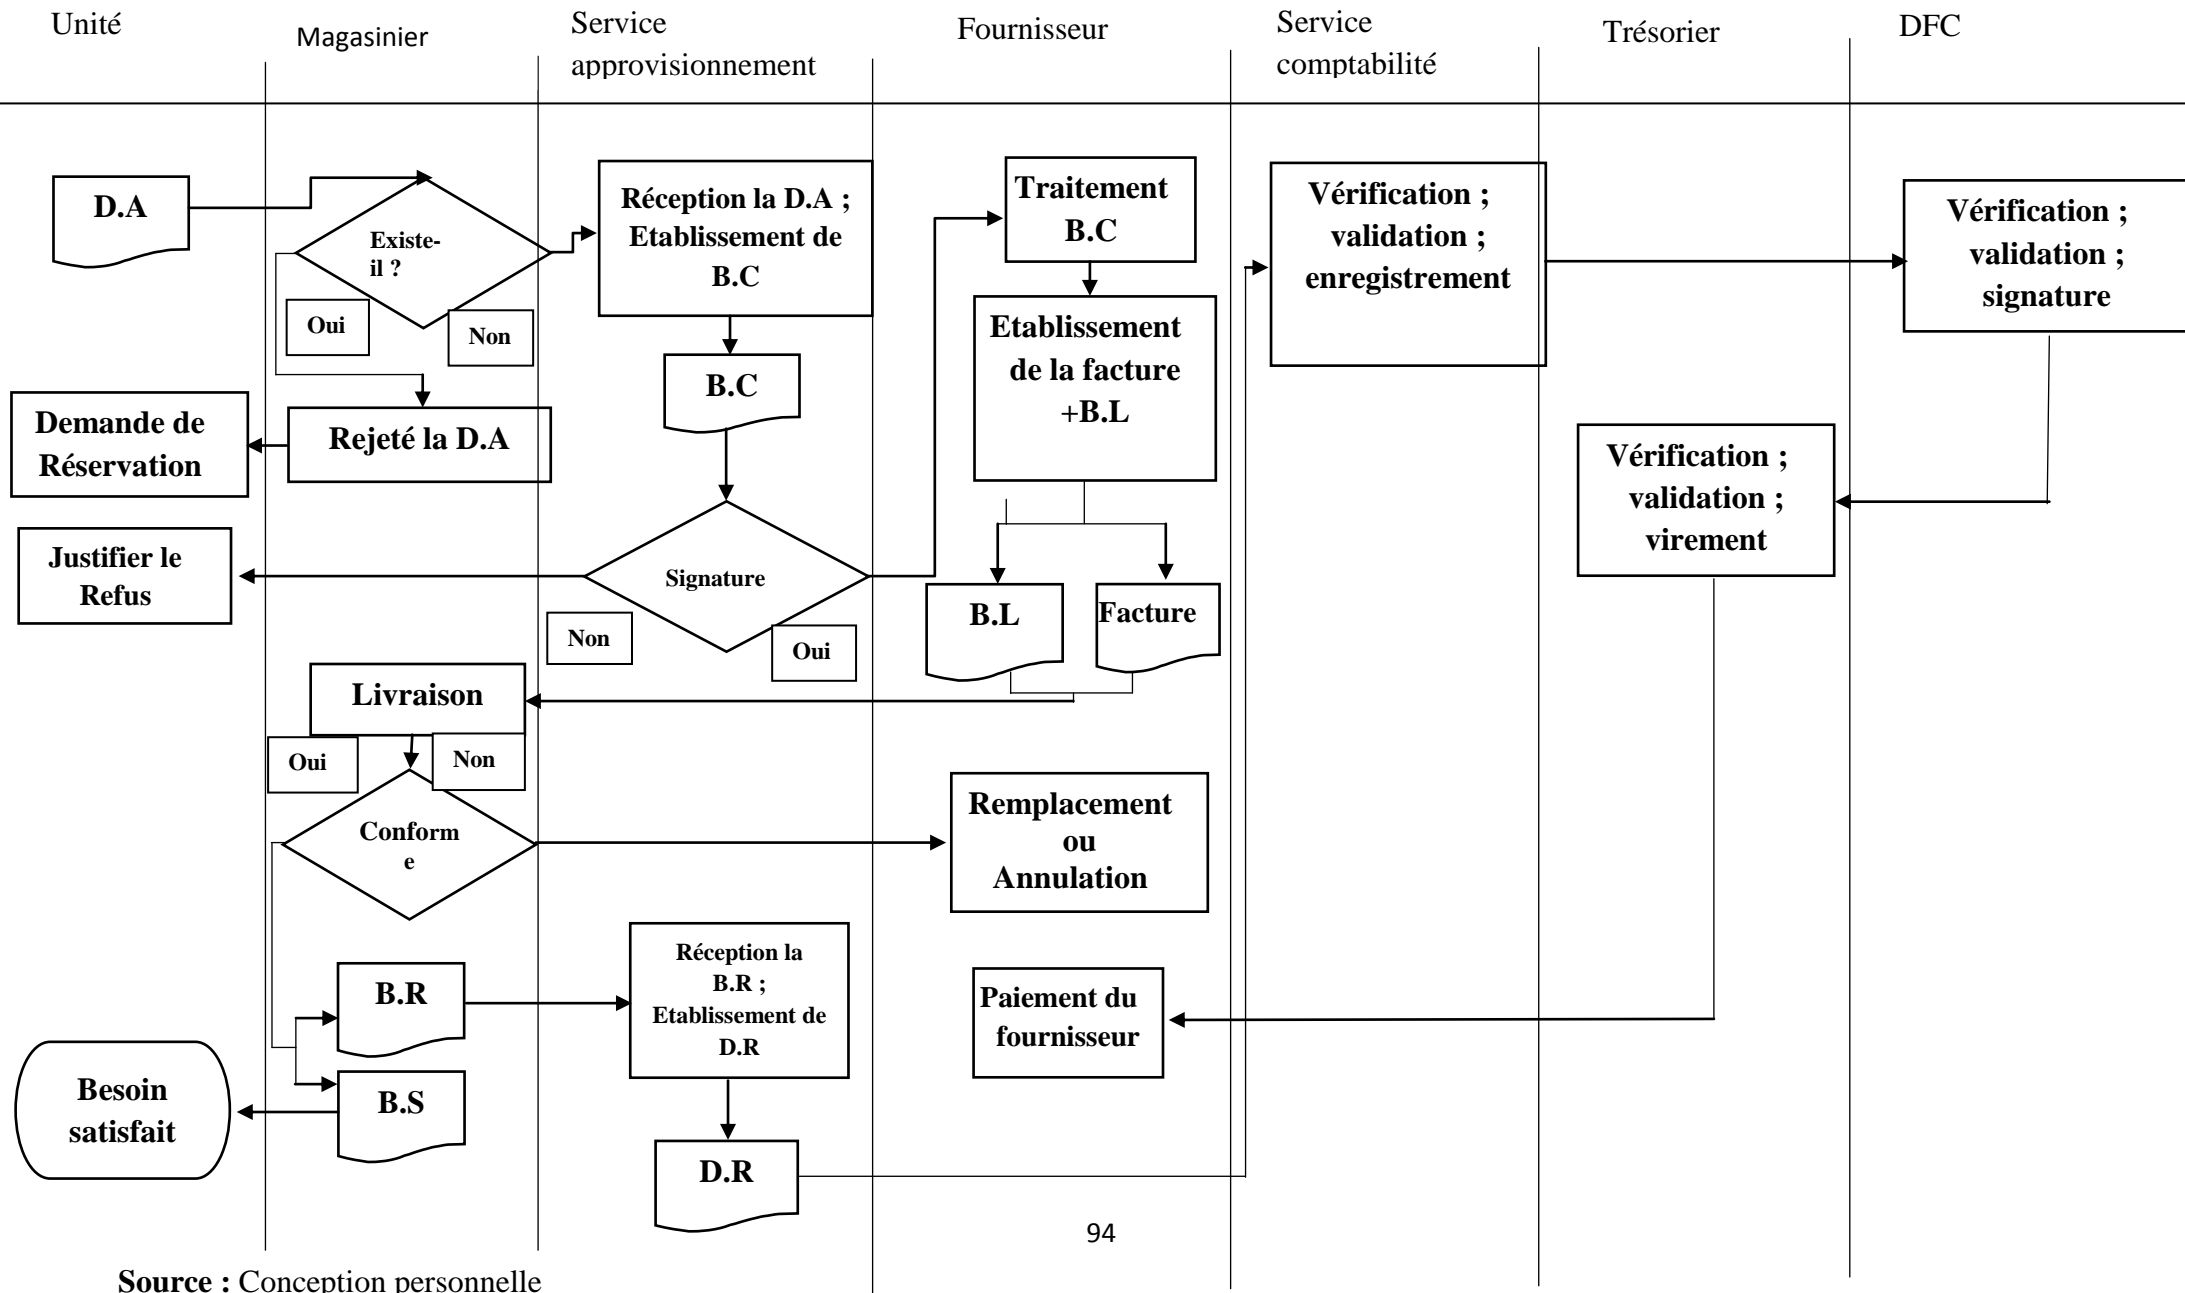 Unité
Magasinier
Service
approvisionnement
Fournisseur
Service
comptabilité
Trésorier
DFC
D.A
Existe-
il ?
Oui
Non
Réception la D.A ;
Etablissement de
B.C
Traitement
B.C
Vérification ;
validation ;
enregistrement
Vérification ;
validation ;
signature
B.C
Etablissement
de la facture
+B.L
Demande de
Réservation
Rejeté la D.A
Vérification ;
validation ;
virement
Justifier le
Refus
Signature
Non
Oui
B.L
Facture
Livraison
Oui
Non
Conform
e
Remplacement
ou
Annulation
B.R
Réception la
B.R ;
Etablissement de
D.R
Paiement du
fournisseur
Besoin
satisfait
B.S
D.R
94
Source : Conception personnelle